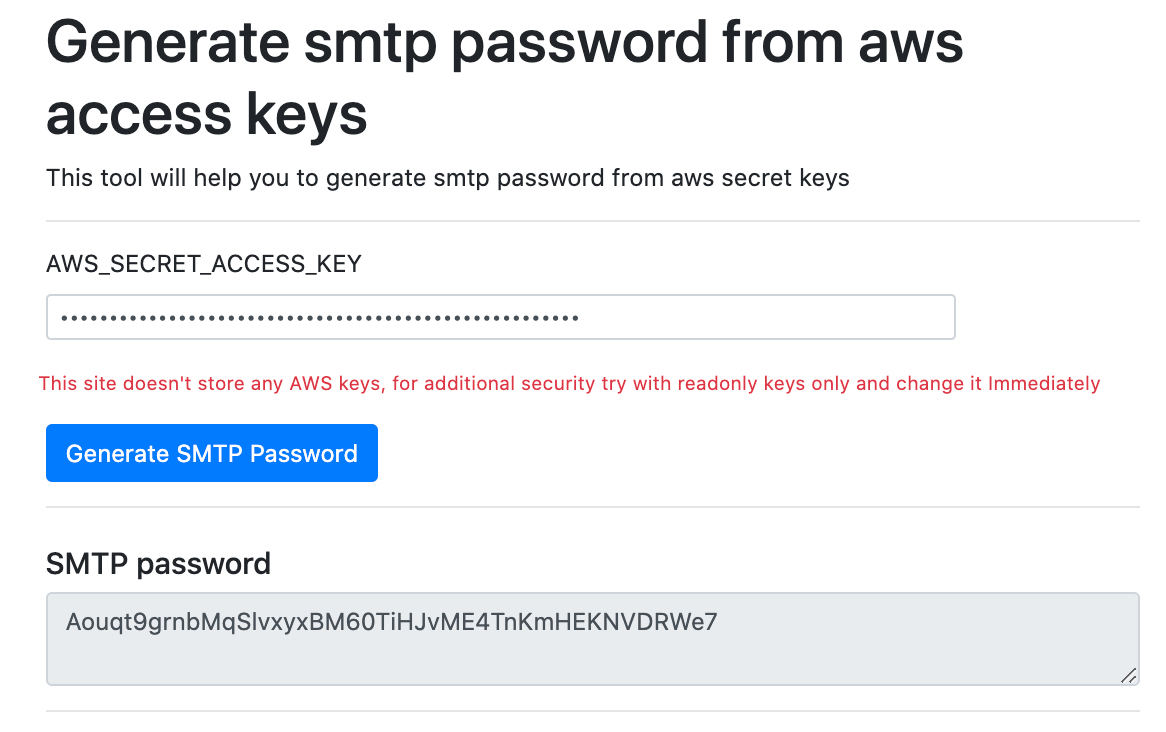 Generate smtp password from aws
access keys
This tool will help you to generate smtp password from aws secret keys
AWS_SECRET_ACCESS_KEY
•••••••••••••••••••••••••••••••••••••••••••••••••••••
This site doesn't store any AWS keys, for additional security try with readonly keys only and change it Immediately
Generate SMTP Password
SMTP password
Aouqt9grnbMqSlvxyxBM60TiHJvME4TnKmHEKNVDRWe7